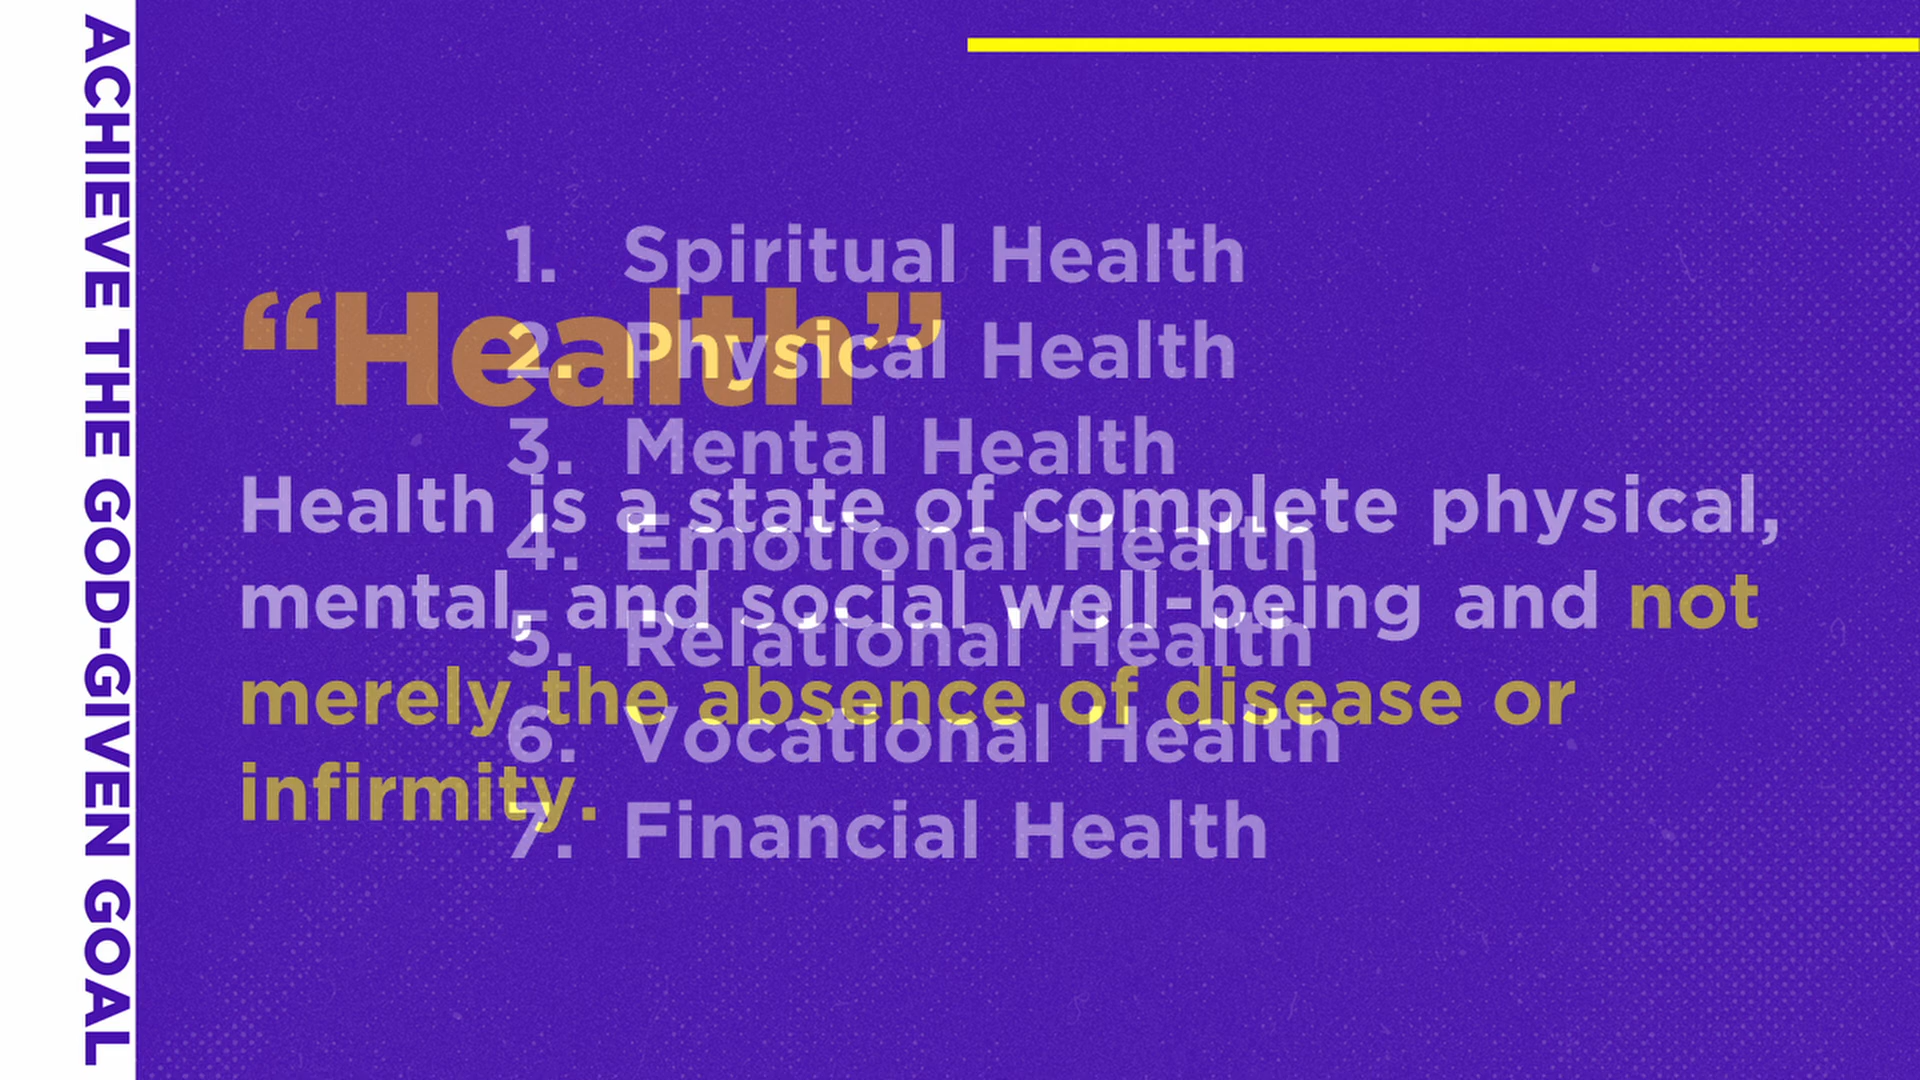 ACHIEVE THE GOD-GIVEN GOAL
“Health”
Health is a state of complete physical,
mental, and social well-being and not
merely the absence of disease or
infirmity.
1. Spiritual Health
2. Physical Health
3. Mental Health
4. Emotional Health
5. Relational Health
6. Vocational Health
7. Financial Health